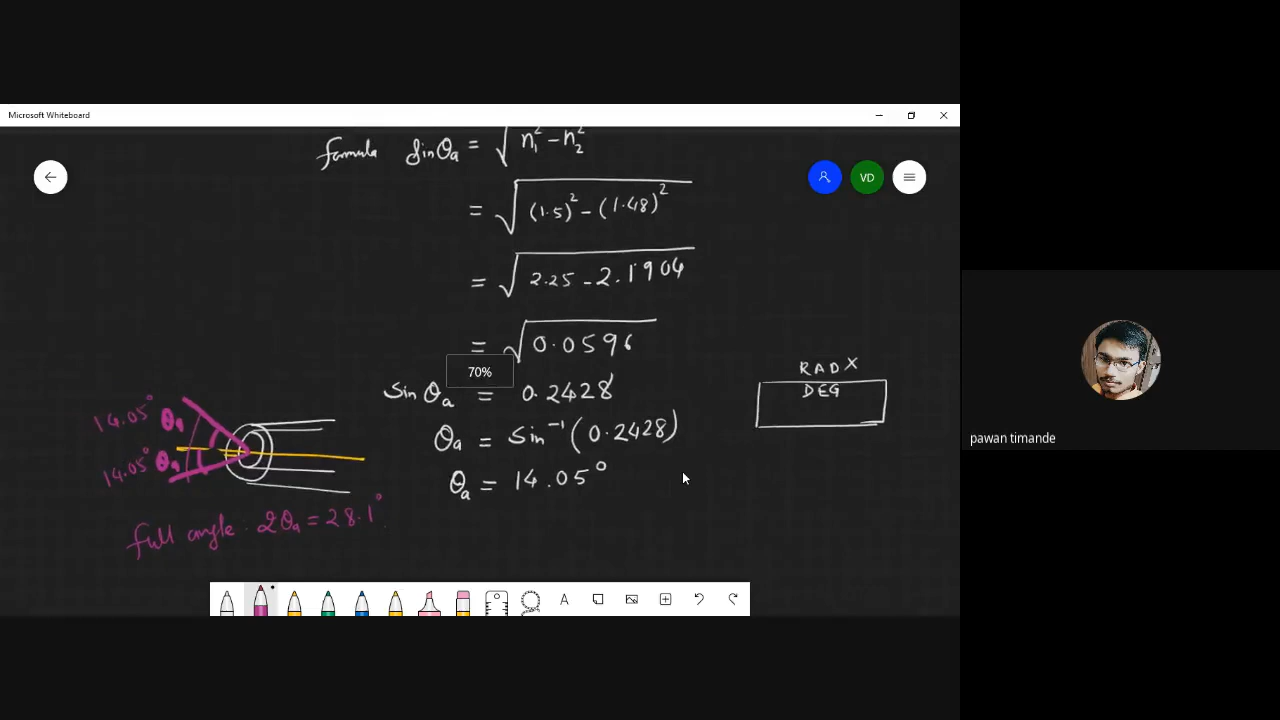 Microsoft Whiteboard
formula Sinθa = √n₁² − n₂²
= √(1.5)² − (1.48)²
VD
= √2.25 − 2.1904
= √0.0596
70%
RAD X
DEG
Sin θa = 0.2428
θa = Sin⁻¹(0.2428)
θa = 14.05°
14.05° θa
14.05° θa
full angle. 2θa = 28.1°.
A
pawan timande